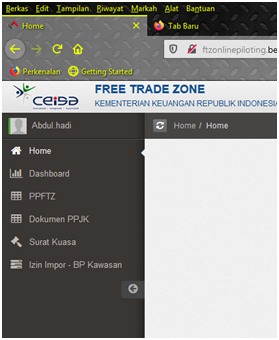 Berkas Edit Tampilan Riwayat Markah Alat Bantuan
Home × Tab Baru
ftzonlinepiloting.be
Perkenalan Getting Started
CEISA FREE TRADE ZONE
KEMENTERIAN KEUANGAN REPUBLIK INDONESIA
Abdul.hadi Home / Home
Home
Dashboard
PPFTZ
Dokumen PPJK
Surat Kuasa
Izin Impor - BP Kawasan